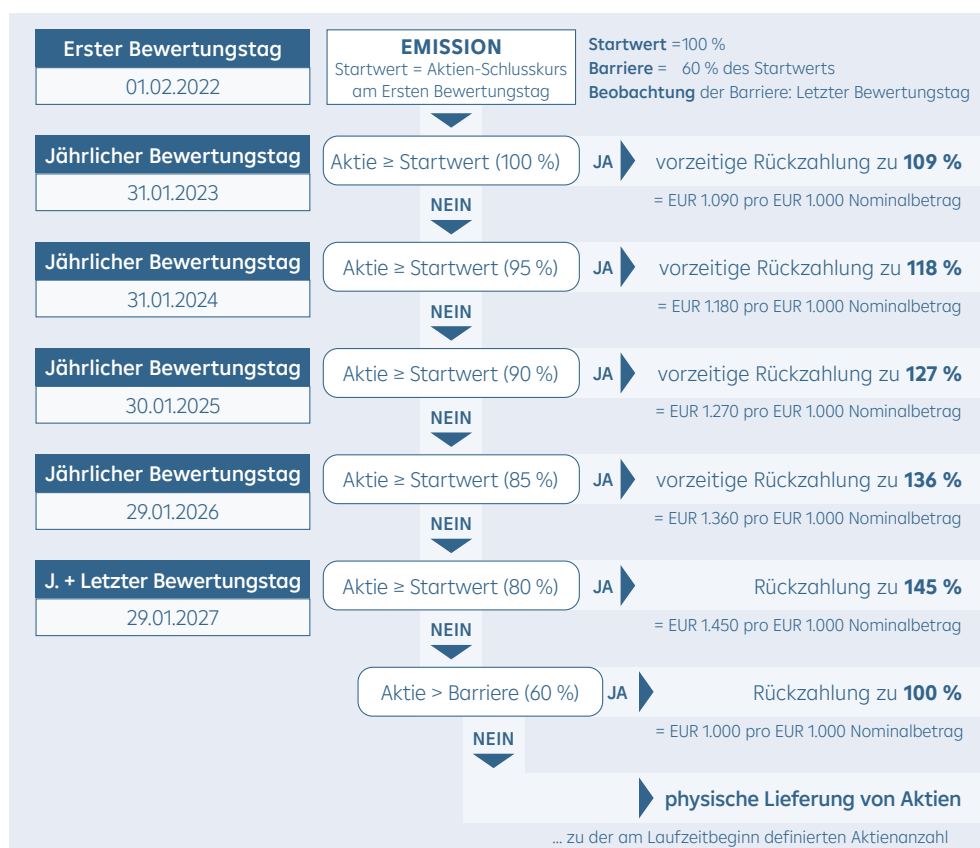 Erster Bewertungstag
01.02.2022
EMISSION
Startwert = Aktien-Schlusskurs
am Ersten Bewertungstag
Startwert =100 %
Barriere = 60 % des Startwerts
Beobachtung der Barriere: Letzter Bewertungstag
Jährlicher Bewertungstag
31.01.2023
Aktie ≥ Startwert (100 %)
JA
vorzeitige Rückzahlung zu 109 %
= EUR 1.090 pro EUR 1.000 Nominalbetrag
NEIN
Jährlicher Bewertungstag
31.01.2024
Aktie ≥ Startwert (95 %)
JA
vorzeitige Rückzahlung zu 118 %
= EUR 1.180 pro EUR 1.000 Nominalbetrag
NEIN
Jährlicher Bewertungstag
30.01.2025
Aktie ≥ Startwert (90 %)
JA
vorzeitige Rückzahlung zu 127 %
= EUR 1.270 pro EUR 1.000 Nominalbetrag
NEIN
Jährlicher Bewertungstag
29.01.2026
Aktie ≥ Startwert (85 %)
JA
vorzeitige Rückzahlung zu 136 %
= EUR 1.360 pro EUR 1.000 Nominalbetrag
NEIN
J. + Letzter Bewertungstag
29.01.2027
Aktie ≥ Startwert (80 %)
JA
Rückzahlung zu 145 %
= EUR 1.450 pro EUR 1.000 Nominalbetrag
NEIN
Aktie > Barriere (60 %)
JA
Rückzahlung zu 100 %
= EUR 1.000 pro EUR 1.000 Nominalbetrag
NEIN
physische Lieferung von Aktien
... zu der am Laufzeitbeginn definierten Aktienanzahl